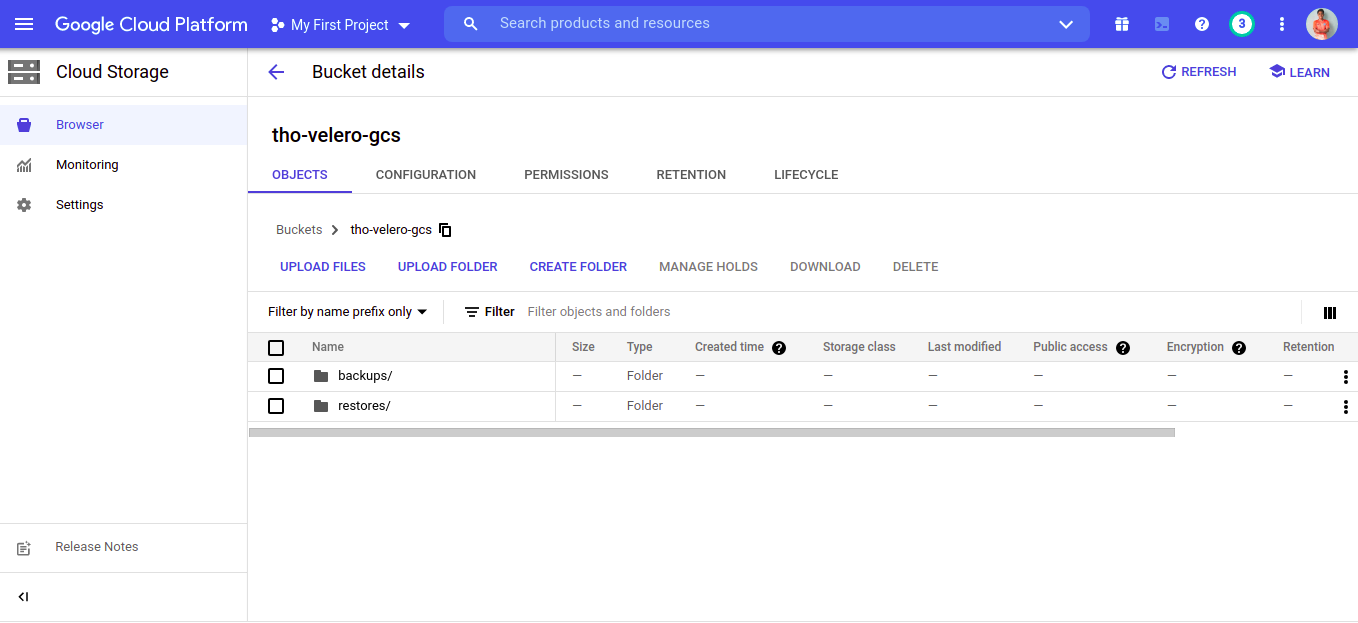 Google Cloud Platform My First Project Search products and resources 3
Cloud Storage Bucket details REFRESH LEARN
Browser
Monitoring
Settings
Release Notes
tho-velero-gcs
OBJECTS CONFIGURATION PERMISSIONS RETENTION LIFECYCLE
Buckets tho-velero-gcs
UPLOAD FILES UPLOAD FOLDER CREATE FOLDER MANAGE HOLDS DOWNLOAD DELETE
Filter by name prefix only Filter Filter objects and folders
Name Size Type Created time Storage class Last modified Public access Encryption Retention
backups/ — Folder — — — — — —
restores/ — Folder — — — — — —